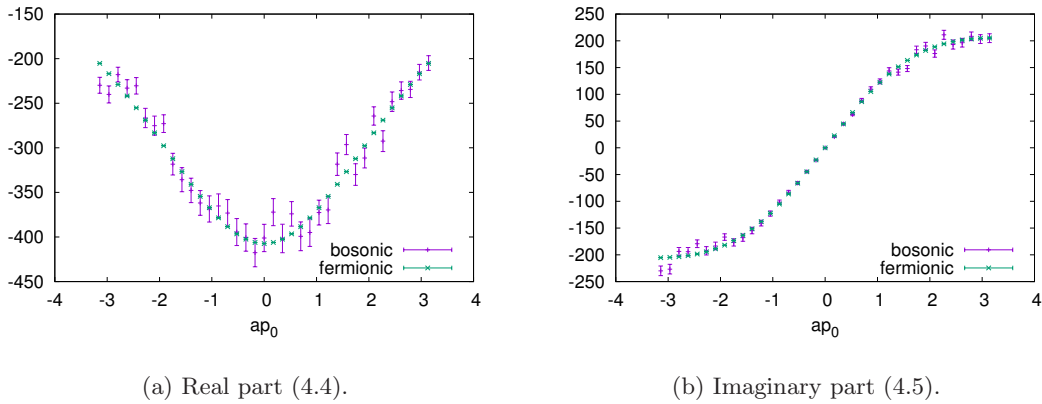 -150
-200
-250
-300
-350
-400
-450
-4 -3 -2 -1 0 1 2 3 4
ap0
bosonic
fermionic
(a) Real part (4.4).
250
200
150
100
50
0
-50
-100
-150
-200
-250
-4 -3 -2 -1 0 1 2 3 4
ap0
bosonic
fermionic
(b) Imaginary part (4.5).